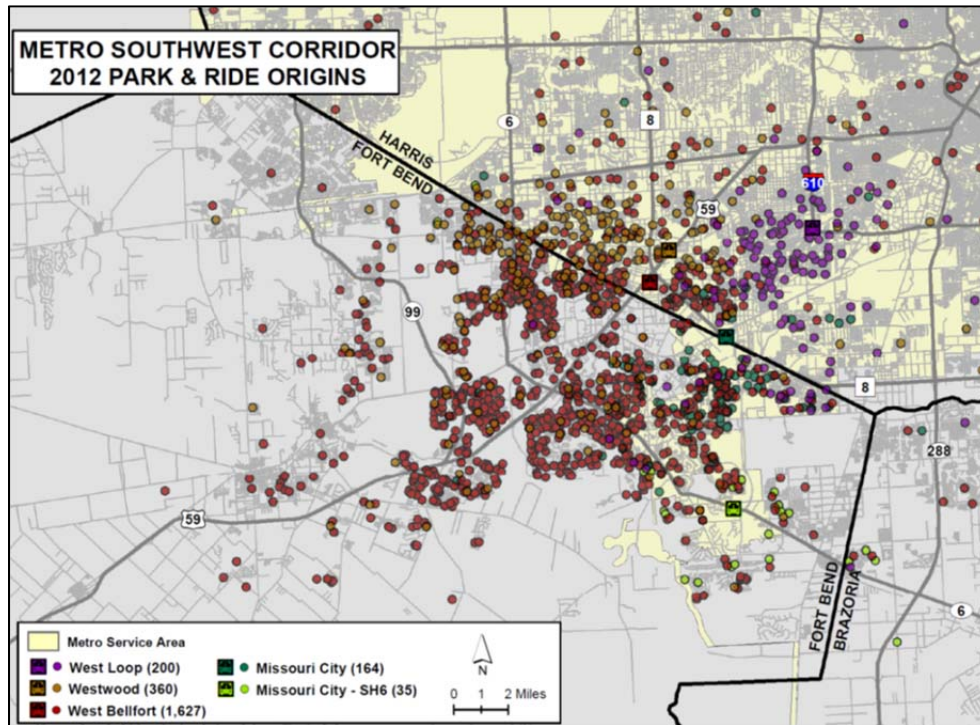 METRO SOUTHWEST CORRIDOR
2012 PARK & RIDE ORIGINS
6
8
HARRIS
FORT BEND
59
610
99
8
288
59
FORT BEND
BRAZORIA
6
Metro Service Area
West Loop (200)
Westwood (360)
West Bellfort (1,627)
Missouri City (164)
Missouri City - SH6 (35)
N
0 1 2 Miles